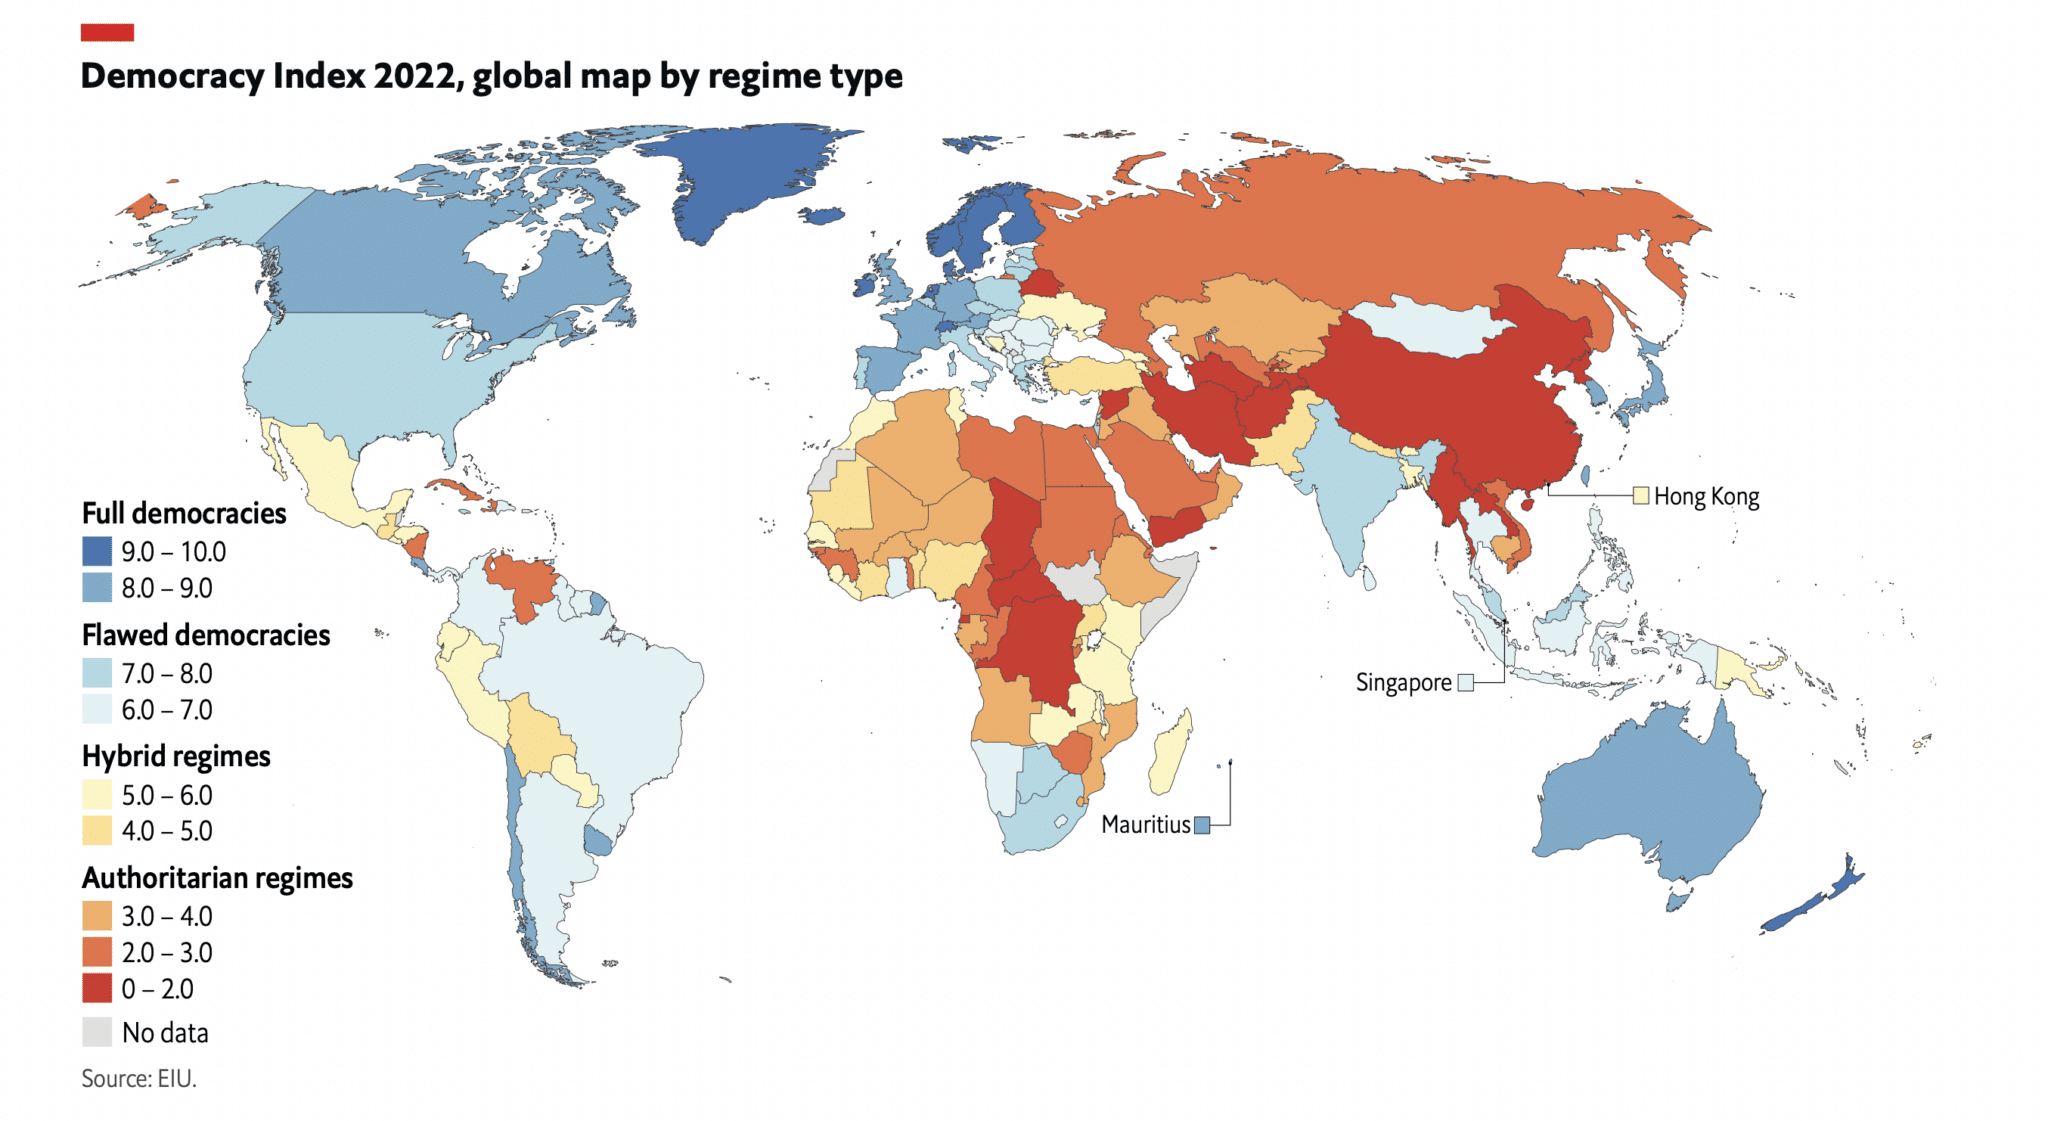 Democracy Index 2022, global map by regime type
Hong Kong
Full democracies
9.0 – 10.0
8.0 – 9.0
Flawed democracies
7.0 – 8.0
6.0 – 7.0
Singapore
Hybrid regimes
5.0 – 6.0
4.0 – 5.0
Mauritius
Authoritarian regimes
3.0 – 4.0
2.0 – 3.0
0 – 2.0
No data
Source: EIU.